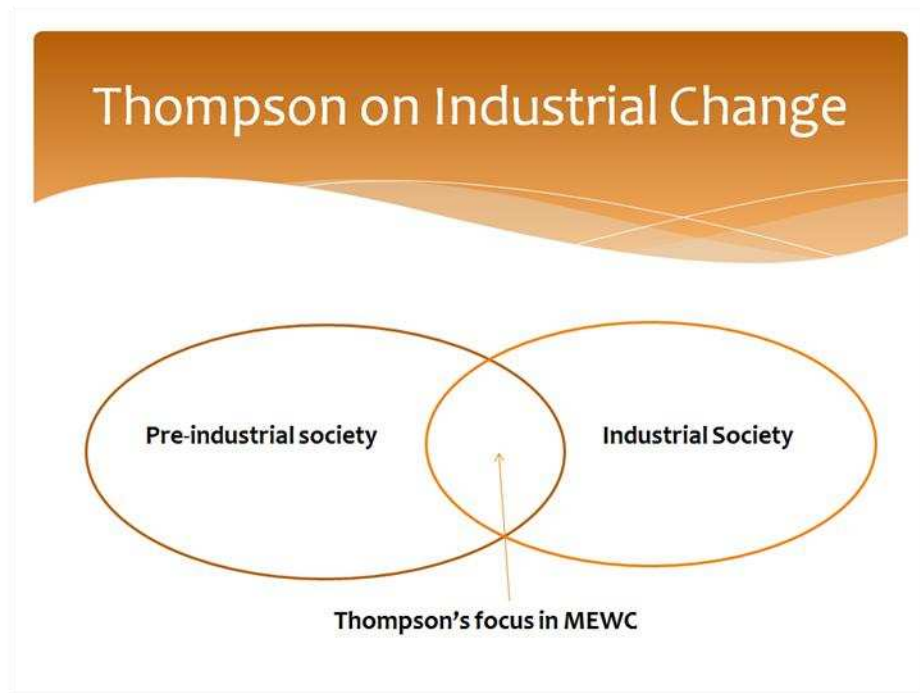 Thompson on Industrial Change
Pre-industrial society
Industrial Society
Thompson's focus in MEWC